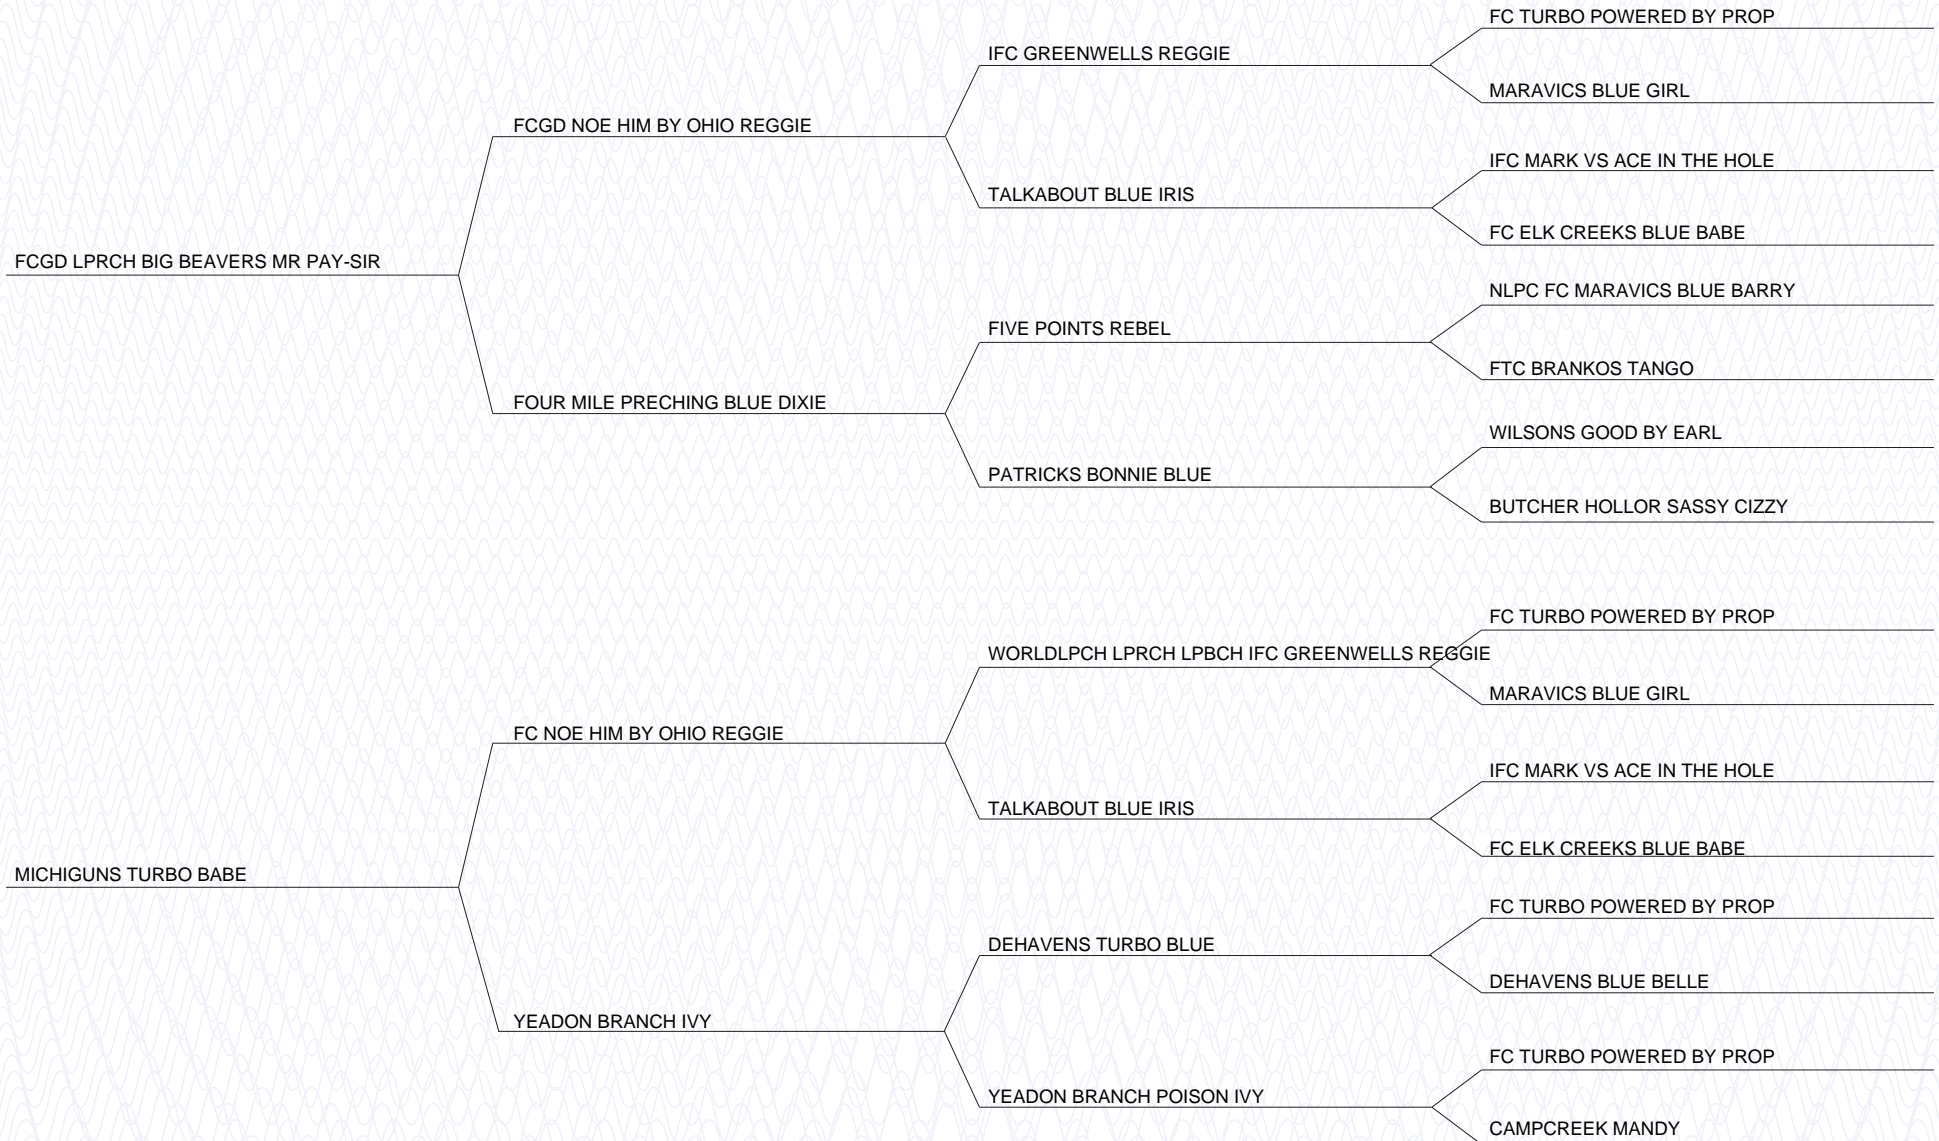 FC TURBO POWERED BY PROP
IFC GREENWELLS REGGIE
MARAVICS BLUE GIRL
FCGD NOE HIM BY OHIO REGGIE
IFC MARK VS ACE IN THE HOLE
TALKABOUT BLUE IRIS
FC ELK CREEKS BLUE BABE
FCGD LPRCH BIG BEAVERS MR PAY-SIR
NLPC FC MARAVICS BLUE BARRY
FIVE POINTS REBEL
FTC BRANKOS TANGO
FOUR MILE PRECHING BLUE DIXIE
WILSONS GOOD BY EARL
PATRICKS BONNIE BLUE
BUTCHER HOLLOR SASSY CIZZY
FC TURBO POWERED BY PROP
WORLDLPCH LPRCH LPBCH IFC GREENWELLS REGGIE
MARAVICS BLUE GIRL
FC NOE HIM BY OHIO REGGIE
IFC MARK VS ACE IN THE HOLE
TALKABOUT BLUE IRIS
FC ELK CREEKS BLUE BABE
MICHIGUNS TURBO BABE
FC TURBO POWERED BY PROP
DEHAVENS TURBO BLUE
DEHAVENS BLUE BELLE
YEADON BRANCH IVY
FC TURBO POWERED BY PROP
YEADON BRANCH POISON IVY
CAMPCREEK MANDY